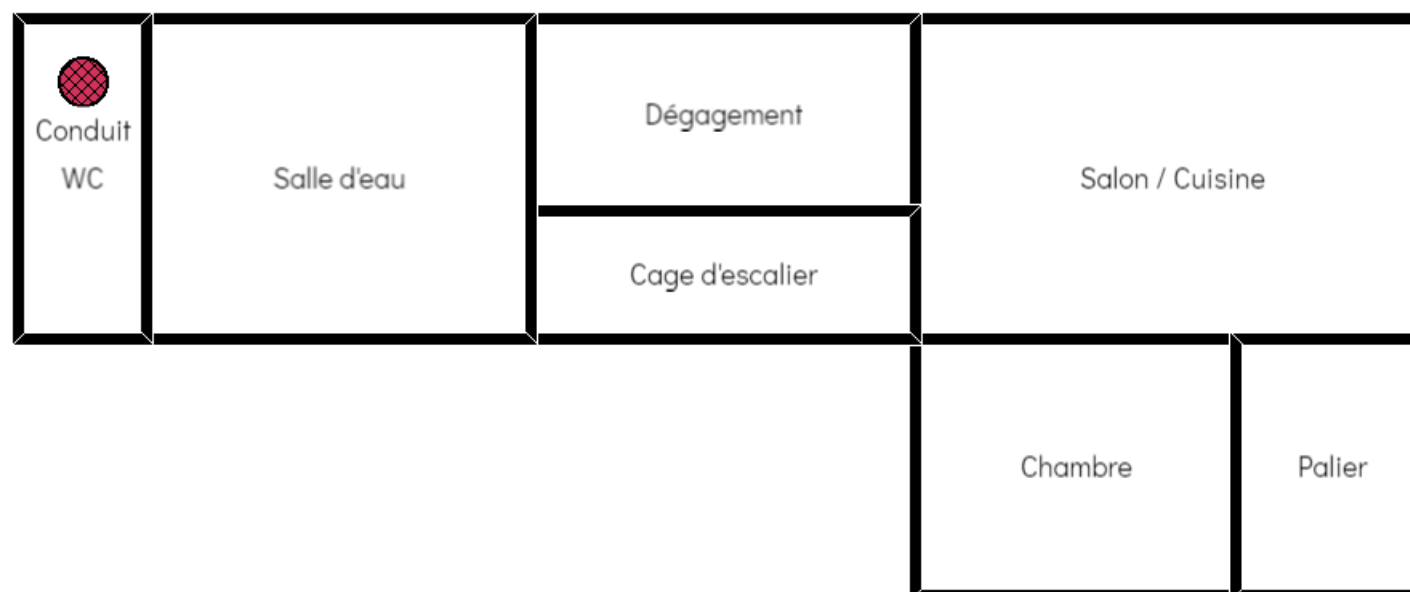 Conduit
WC
Salle d'eau
Dégagement
Cage d'escalier
Salon / Cuisine
Chambre
Palier